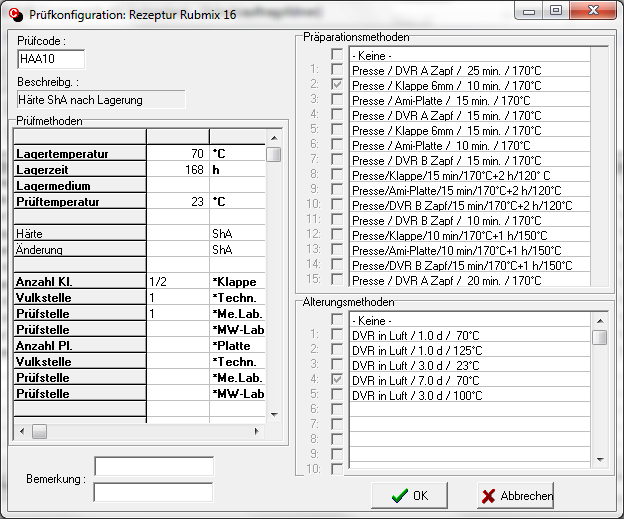 Prüfkonfiguration: Rezeptur Rubmix 16
Prüfcode :
HAA10
Beschreibg. :
Härte ShA nach Lagerung
Prüfmethoden
Lagertemperatur 70 °C
Lagerzeit 168 h
Lagermedium
Prüftemperatur 23 °C
Härte ShA
Änderung ShA
Anzahl Kl. 1/2 *Klappe
Vulkstelle 1 *Techn.
Prüfstelle 1 *Me.Lab.
Prüfstelle *MW-Lab
Anzahl Pl. *Platte
Vulkstelle *Techn.
Prüfstelle *Me.Lab.
Prüfstelle *MW-Lab
Bemerkung :
Präparationsmethoden
- Keine -
1: Presse / DVR A Zapf / 25 min. / 170°C
2: Presse / Klappe 6mm / 10 min. / 170°C
3: Presse / Ami-Platte / 15 min. / 170°C
4: Presse / DVR A Zapf / 10 min. / 170°C
5: Presse / Klappe 6mm / 15 min. / 170°C
6: Presse / Ami-Platte / 10 min. / 170°C
7: Presse / DVR B Zapf / 15 min. / 170°C
8: Presse/Klappe/15 min/170°C+2 h/120° C
9: Presse/Ami-Platte/15 min/170°C+2 h/120°C
10: Presse/DVR B Zapf/15 min/170°C+2 h/120°C
11: Presse / DVR B Zapf / 10 min. / 170°C
12: Presse/Klappe/10 min/170°C+1 h/150°C
13: Presse/Ami-Platte/10 min/170°C+1 h/150°C
14: Presse/DVR B Zapf/15 min/170°C+1 h/150°C
15: Presse / DVR A Zapf / 20 min. / 170°C
Alterungsmethoden
- Keine -
1: DVR in Luft / 1.0 d / 70°C
2: DVR in Luft / 1.0 d / 125°C
3: DVR in Luft / 3.0 d / 23°C
4: DVR in Luft / 7.0 d / 70°C
5: DVR in Luft / 3.0 d / 100°C
6:
7:
8:
9:
10:
OK
Abbrechen